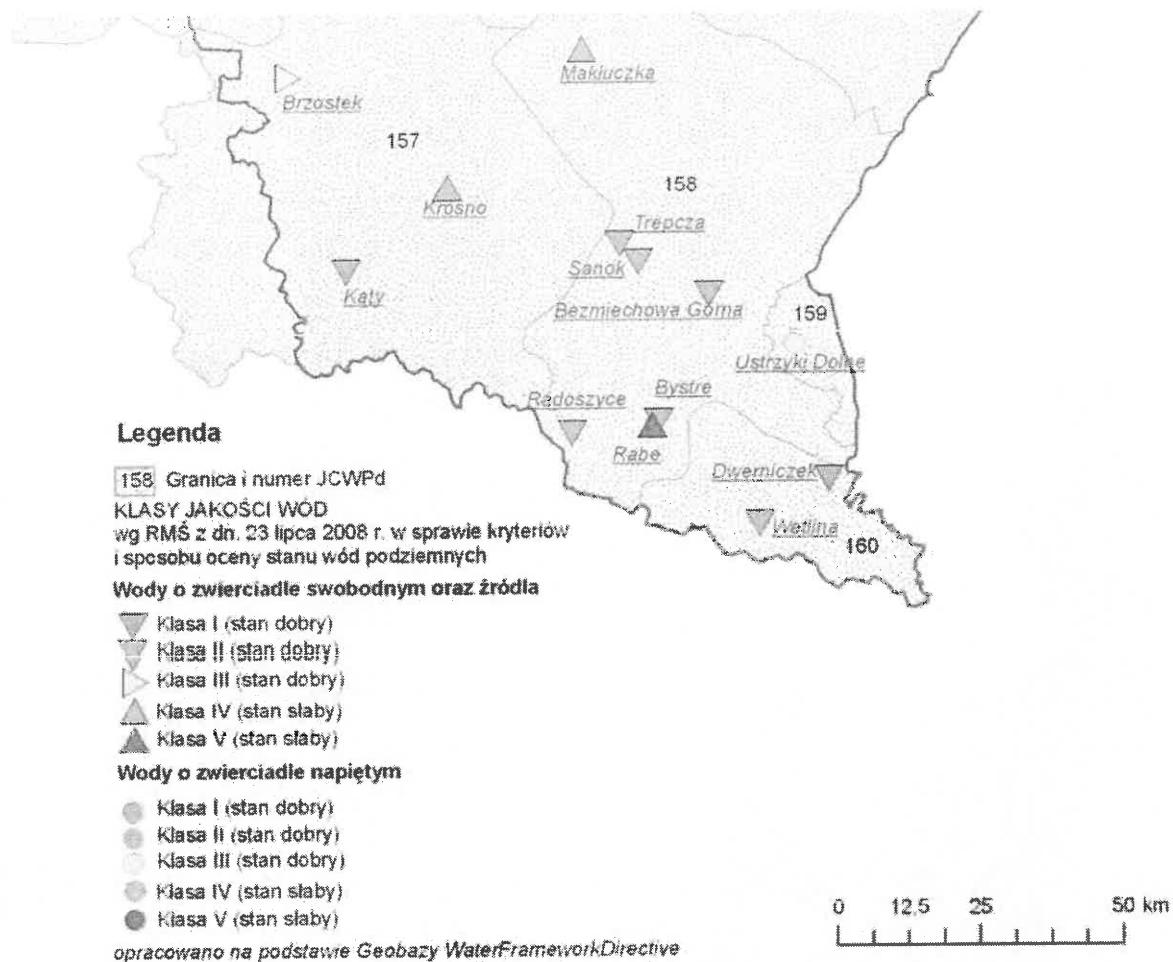 Makłuczka
Brzostek
157
158
Krosno
Trepcza
Sanok
Kąty
Bezmiechowa Górna
159
Ustrzyki Dolne
Bystre
Radoszyce
Rabe
Dwerniczek
Wetlina
160
Legenda
158 Granica i numer JCWPd
KLASY JAKOŚCI WÓD
wg RMŚ z dn. 23 lipca 2008 r. w sprawie kryteriów
i sposobu oceny stanu wód podziemnych
Wody o zwierciadle swobodnym oraz źródła
Klasa I (stan dobry)
Klasa II (stan dobry)
Klasa III (stan dobry)
Klasa IV (stan słaby)
Klasa V (stan słaby)
Wody o zwierciadle napiętym
Klasa I (stan dobry)
Klasa II (stan dobry)
Klasa III (stan dobry)
Klasa IV (stan słaby)
Klasa V (stan słaby)
opracowano na podstawie Geobazy WaterFrameworkDirective
0 12,5 25 50 km